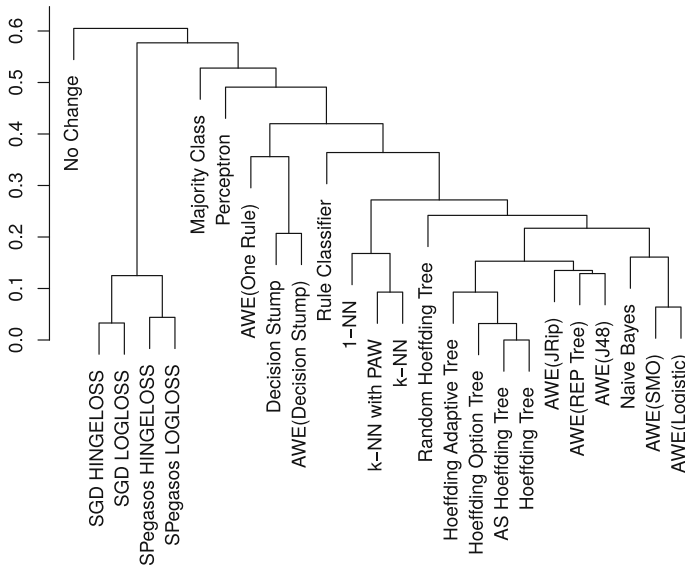 0.6
0.5
0.4
0.3
0.2
0.1
0.0
No Change
SGD HINGELOSS
SGD LOGLOSS
SPegasos HINGELOSS
SPegasos LOGLOSS
Majority Class
Perceptron
AWE(One Rule)
Decision Stump
AWE(Decision Stump)
Rule Classifier
1−NN
k−NN with PAW
k−NN
Random Hoeffding Tree
Hoeffding Adaptive Tree
Hoeffding Option Tree
AS Hoeffding Tree
Hoeffding Tree
AWE(JRip)
AWE(REP Tree)
AWE(J48)
Naive Bayes
AWE(SMO)
AWE(Logistic)